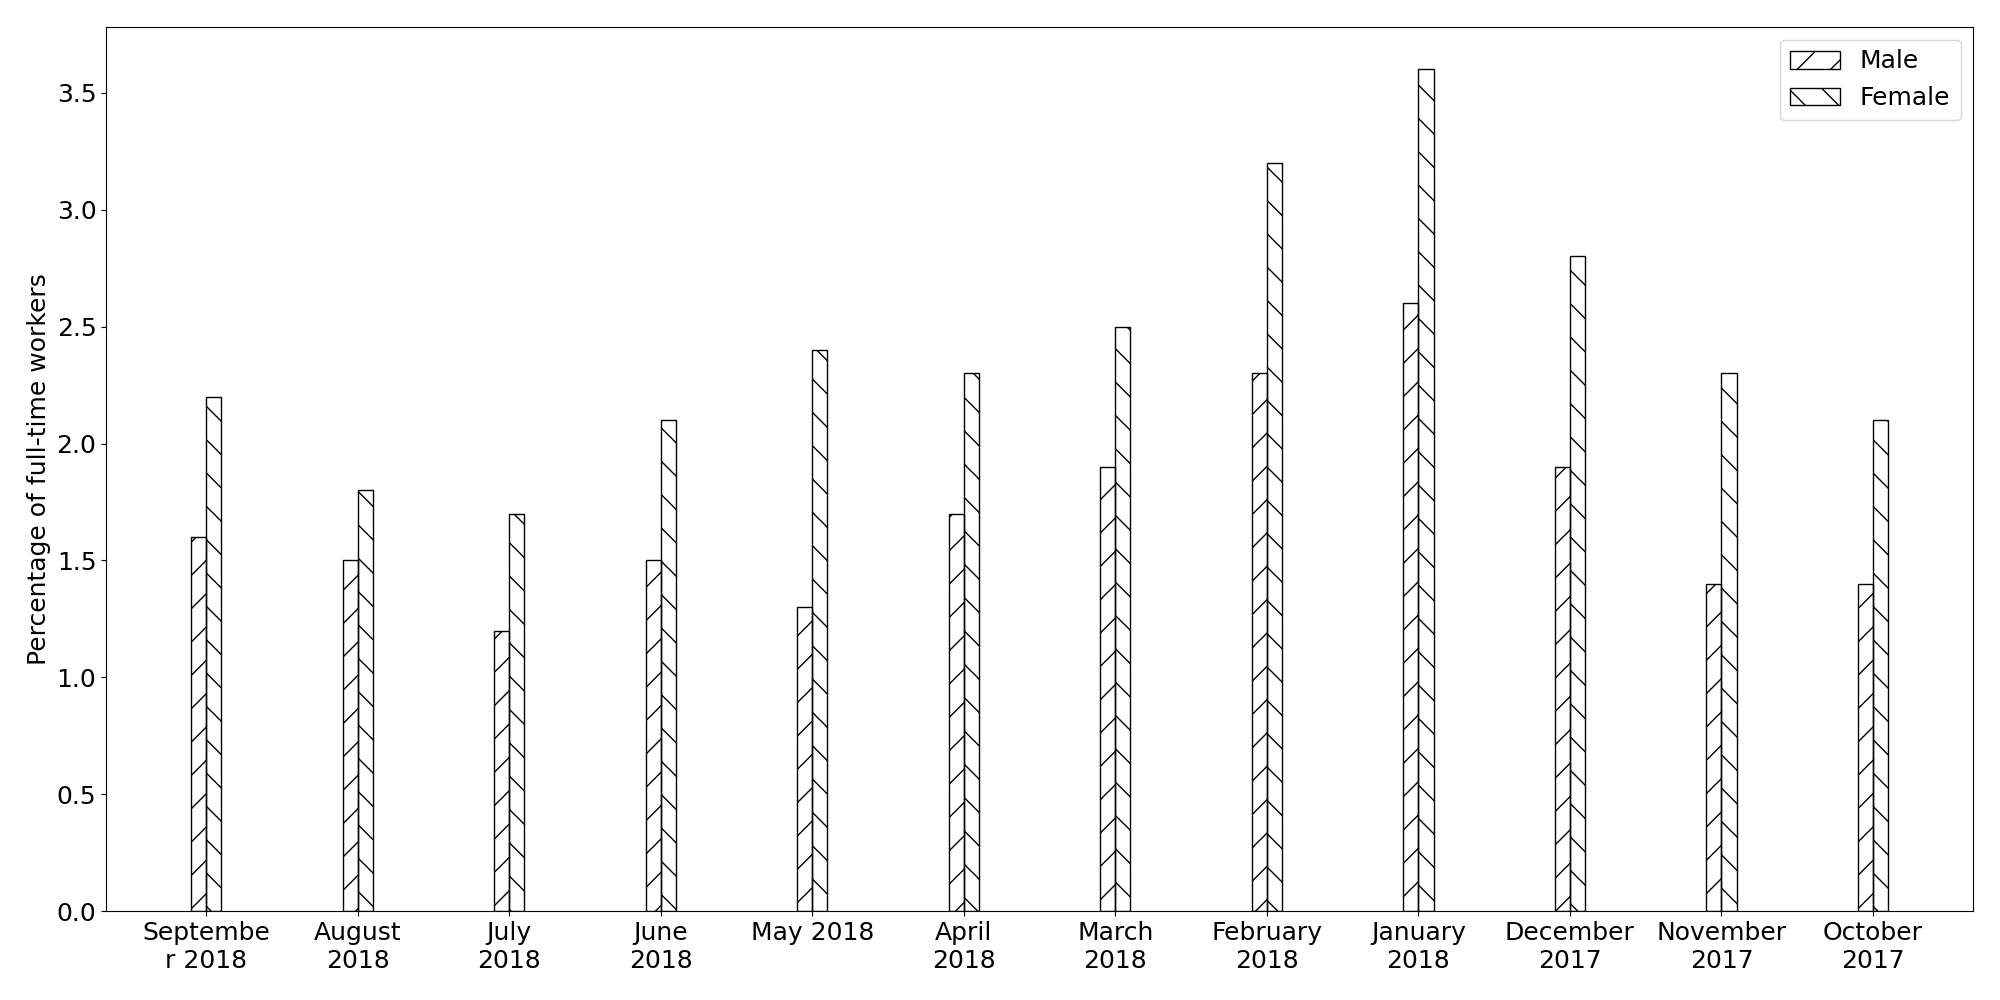 Male
Female
Percentage of full-time workers
3.5
3.0
2.5
2.0
1.5
1.0
0.5
0.0
Septembe
r 2018
August
2018
July
2018
June
2018
May 2018
April
2018
March
2018
February
2018
January
2018
December
2017
November
2017
October
2017